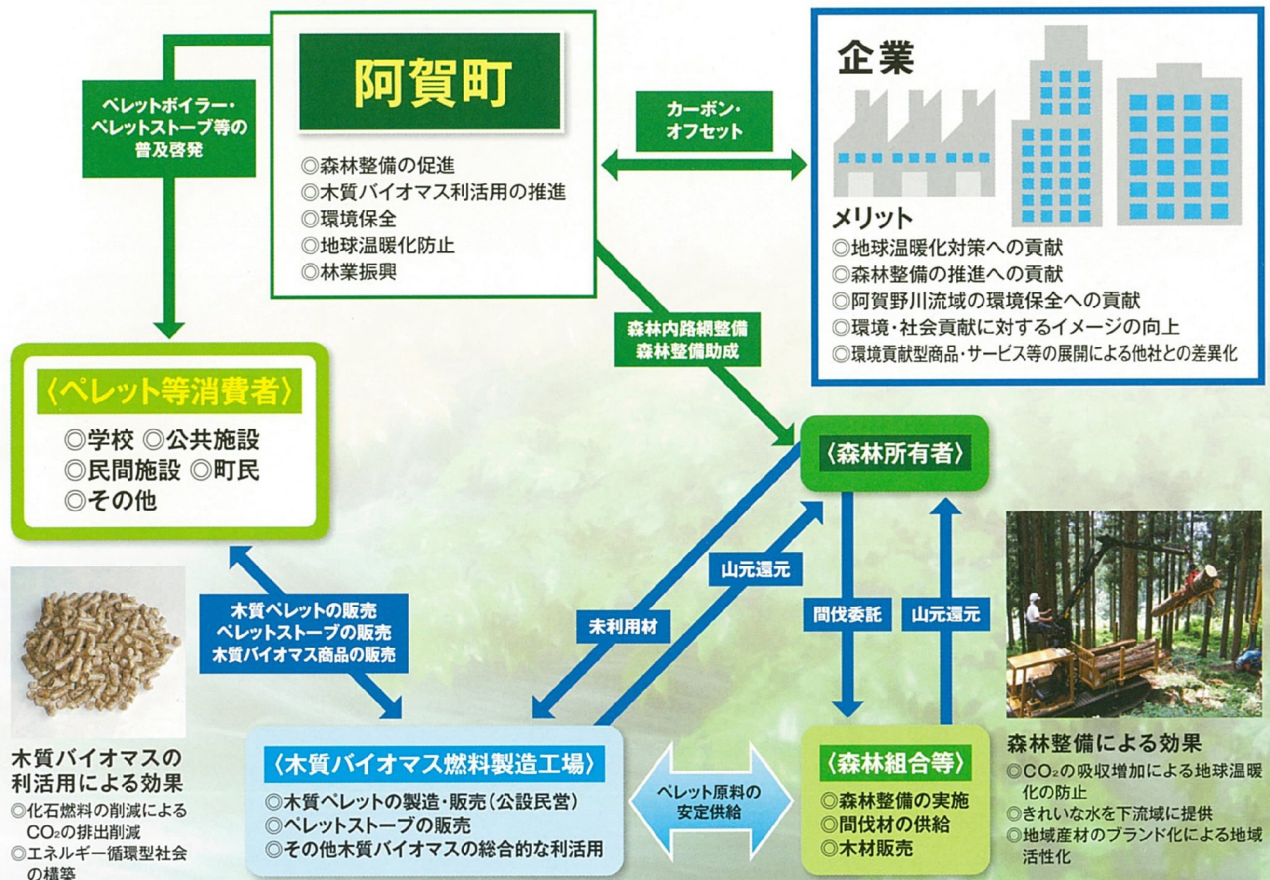 阿賀町
◎森林整備の促進
◎木質バイオマス利活用の推進
◎環境保全
◎地球温暖化防止
◎林業振興
ペレットボイラー・
ペレットストーブ等の
普及啓発
カーボン・
オフセット
企業
メリット
◎地球温暖化対策への貢献
◎森林整備の推進への貢献
◎阿賀野川流域の環境保全への貢献
◎環境・社会貢献に対するイメージの向上
◎環境貢献型商品・サービス等の展開による他社との差異化
森林内路網整備
森林整備助成
〈ペレット等消費者〉
◎学校 ◎公共施設
◎民間施設 ◎町民
◎その他
〈森林所有者〉
木質ペレットの販売
ペレットストーブの販売
木質バイオマス商品の販売
未利用材
山元還元
間伐委託
山元還元
木質バイオマスの
利活用による効果
◎化石燃料の削減による
CO₂の排出削減
◎エネルギー循環型社会
の構築
〈木質バイオマス燃料製造工場〉
◎木質ペレットの製造・販売(公設民営)
◎ペレットストーブの販売
◎その他木質バイオマスの総合的な利活用
ペレット原料の
安定供給
〈森林組合等〉
◎森林整備の実施
◎間伐材の供給
◎木材販売
森林整備による効果
◎CO₂の吸収増加による地球温暖
化の防止
◎きれいな水を下流域に提供
◎地域産材のブランド化による地域
活性化